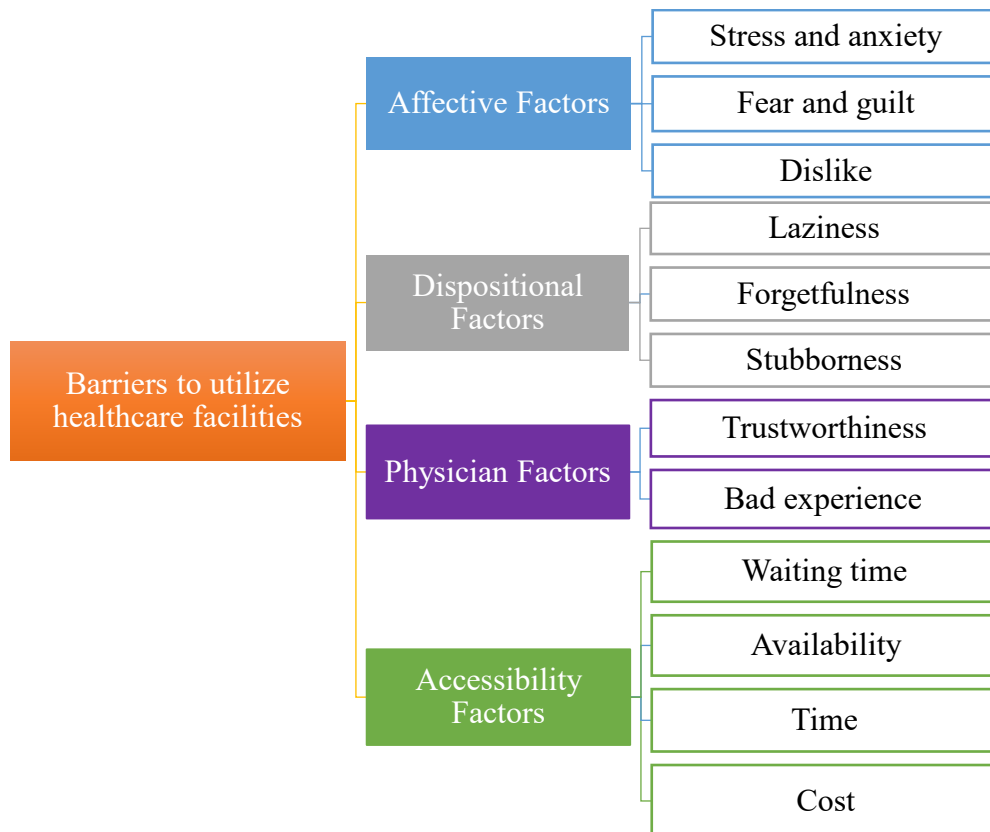 Barriers to utilize
healthcare facilities
Affective Factors
Stress and anxiety
Fear and guilt
Dislike
Dispositional
Factors
Laziness
Forgetfulness
Stubborness
Physician Factors
Trustworthiness
Bad experience
Accessibility
Factors
Waiting time
Availability
Time
Cost